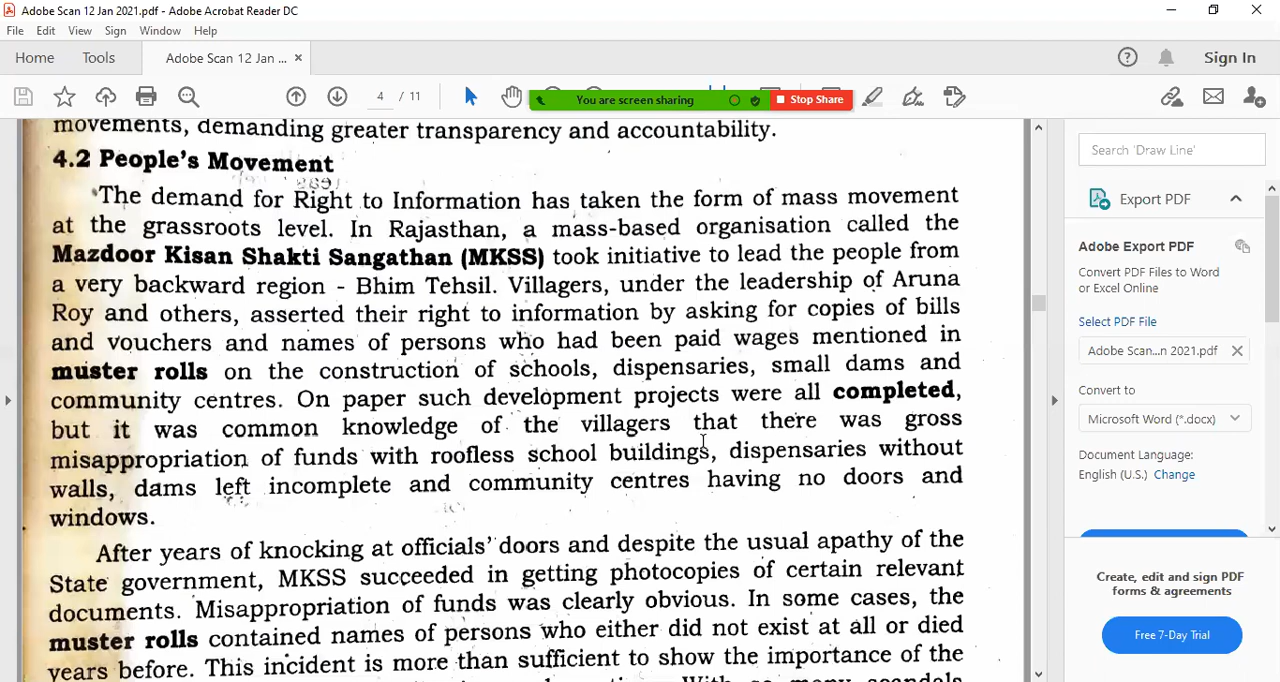 Adobe Scan 12 Jan 2021.pdf - Adobe Acrobat Reader DC
File Edit View Sign Window Help
Home Tools Adobe Scan 12 Jan ... × Sign In
4 / 11
You are screen sharing Stop Share
movements, demanding greater transparency and accountability.
4.2 People's Movement
The demand for Right to Information has taken the form of mass movement
at the grassroots level. In Rajasthan, a mass-based organisation called the
Mazdoor Kisan Shakti Sangathan (MKSS) took initiative to lead the people from
a very backward region - Bhim Tehsil. Villagers, under the leadership of Aruna
Roy and others, asserted their right to information by asking for copies of bills
and vouchers and names of persons who had been paid wages mentioned in
muster rolls on the construction of schools, dispensaries, small dams and
community centres. On paper such development projects were all completed,
but it was common knowledge of the villagers that there was gross
misappropriation of funds with roofless school buildings, dispensaries without
walls, dams left incomplete and community centres having no doors and
windows.
After years of knocking at officials' doors and despite the usual apathy of the
State government, MKSS succeeded in getting photocopies of certain relevant
documents. Misappropriation of funds was clearly obvious. In some cases, the
muster rolls contained names of persons who either did not exist at all or died
years before. This incident is more than sufficient to show the importance of the
Search 'Draw Line'
Export PDF
Adobe Export PDF
Convert PDF Files to Word
or Excel Online
Select PDF File
Adobe Scan...n 2021.pdf
Convert to
Microsoft Word (*.docx)
Document Language:
English (U.S.) Change
Create, edit and sign PDF
forms & agreements
Free 7-Day Trial